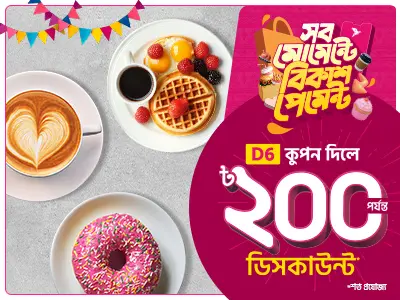 সব
মোমেন্টে
বিকাশ
পেমেন্ট
D6 কুপন দিলে
৳২০০ পর্যন্ত
ডিসকাউন্ট*
*শর্ত প্রযোজ্য